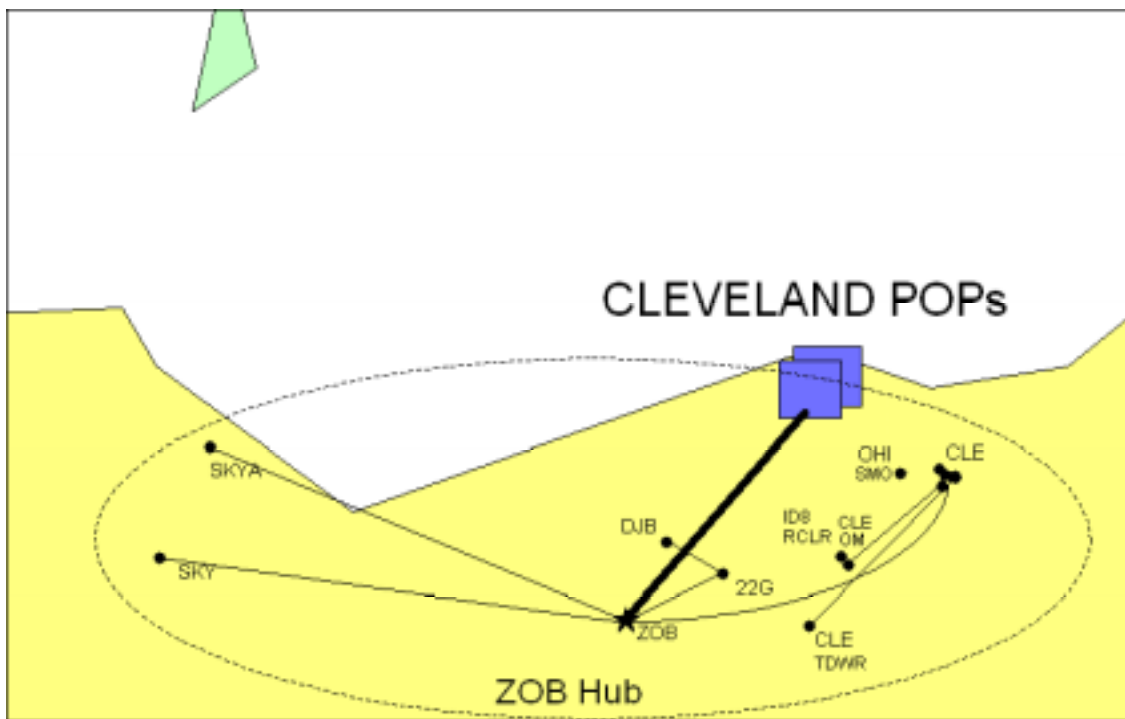 CLEVELAND POPs
SKYA
OHI
SMO
CLE
DJB
ID8
RCLR
CLE
OM
SKY
22G
ZOB
CLE
TDWR
ZOB Hub